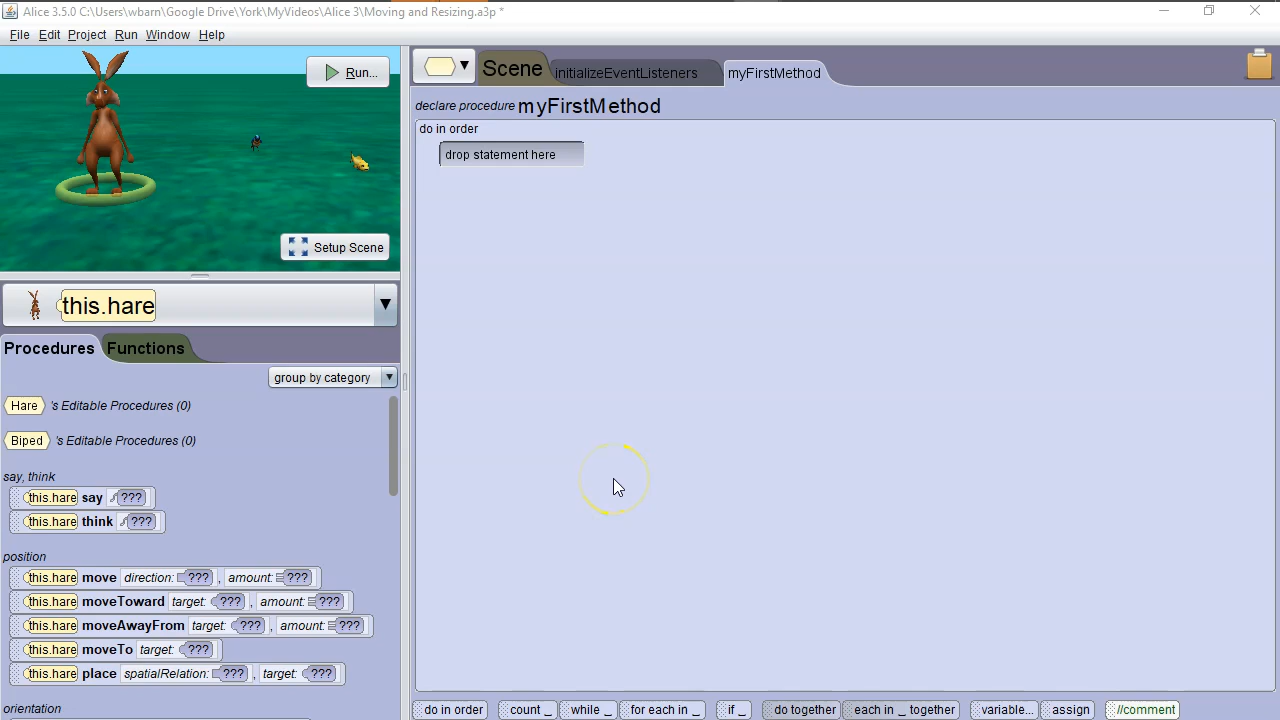 Alice 3.5.0 C:\Users\wbarn\Google Drive\York\MyVideos\Alice 3\Moving and Resizing.a3p *
File Edit Project Run Window Help
Run...
Setup Scene
this.hare
Procedures Functions
group by category
Hare 's Editable Procedures (0)
Biped 's Editable Procedures (0)
say, think
this.hare say ???
this.hare think ???
position
this.hare move direction: ??? , amount: ???
this.hare moveToward target: ??? , amount: ???
this.hare moveAwayFrom target: ??? , amount: ???
this.hare moveTo target: ???
this.hare place spatialRelation: ??? , target: ???
orientation
Scene initializeEventListeners myFirstMethod
declare procedure myFirstMethod
do in order
drop statement here
do in order count _ while _ for each in _ if _ do together each in _ together variable... assign //comment